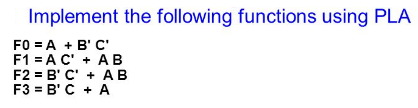 Implement the following functions using PLA
F0 = A + B' C'
F1 = A C' + A B
F2 = B' C' + A B
F3 = B' C + A